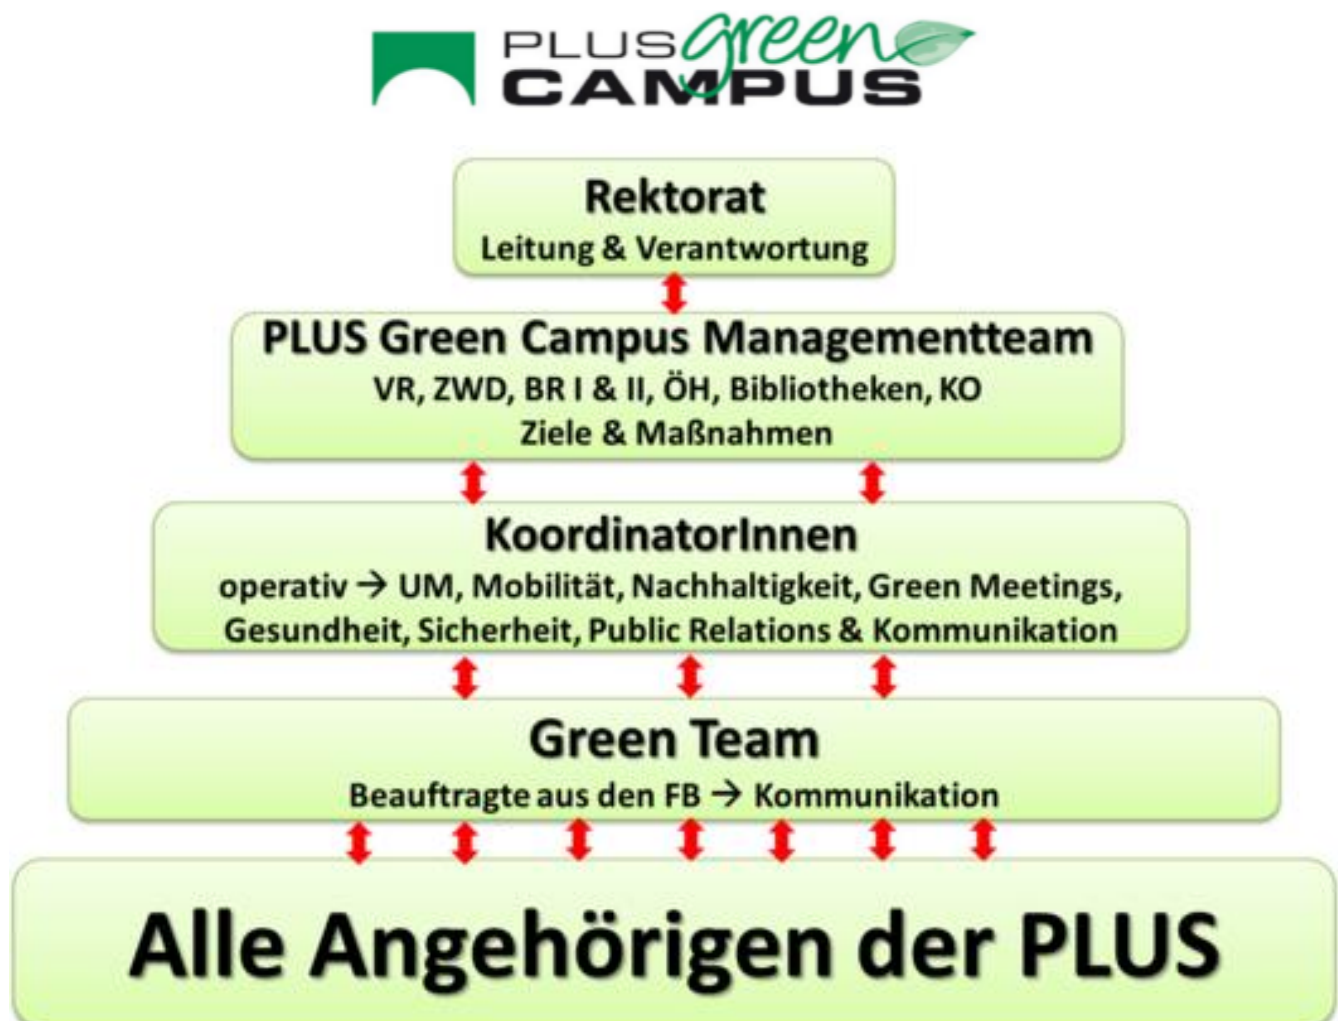 PLUS green
CAMPUS
Rektorat
Leitung & Verantwortung
PLUS Green Campus Managementteam
VR, ZWD, BR I & II, ÖH, Bibliotheken, KO
Ziele & Maßnahmen
KoordinatorInnen
operativ → UM, Mobilität, Nachhaltigkeit, Green Meetings,
Gesundheit, Sicherheit, Public Relations & Kommunikation
Green Team
Beauftragte aus den FB → Kommunikation
Alle Angehörigen der PLUS